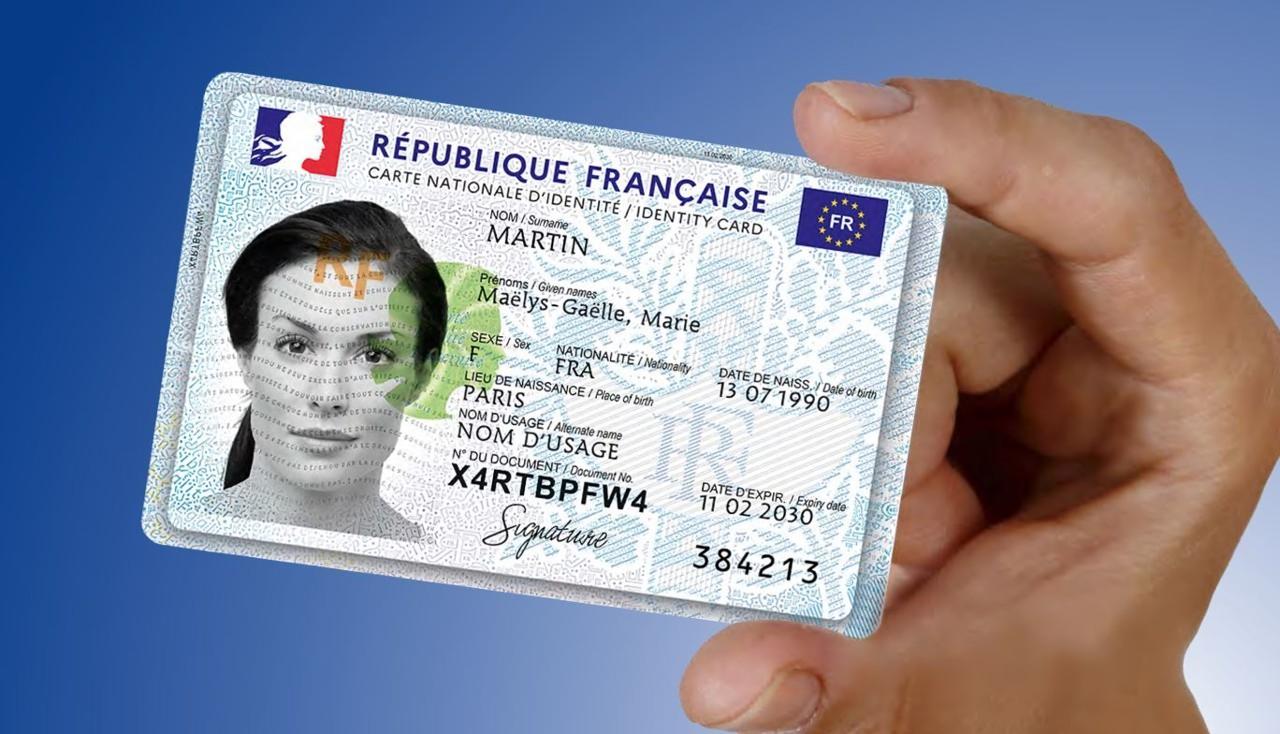 RÉPUBLIQUE FRANÇAISE
CARTE NATIONALE D'IDENTITÉ / IDENTITY CARD
FR
NOM / Surname
MARTIN
Prénoms / Given names
Maëlys-Gaëlle, Marie
SEXE / Sex NATIONALITÉ / Nationality DATE DE NAISS. / Date of birth
F FRA 13 07 1990
LIEU DE NAISSANCE / Place of birth
PARIS
NOM D'USAGE / Alternate name
NOM D'USAGE
N° DU DOCUMENT / Document No. DATE D'EXPIR. / Expiry date
X4RTBPFW4 11 02 2030
Signature
384213
RF
RF